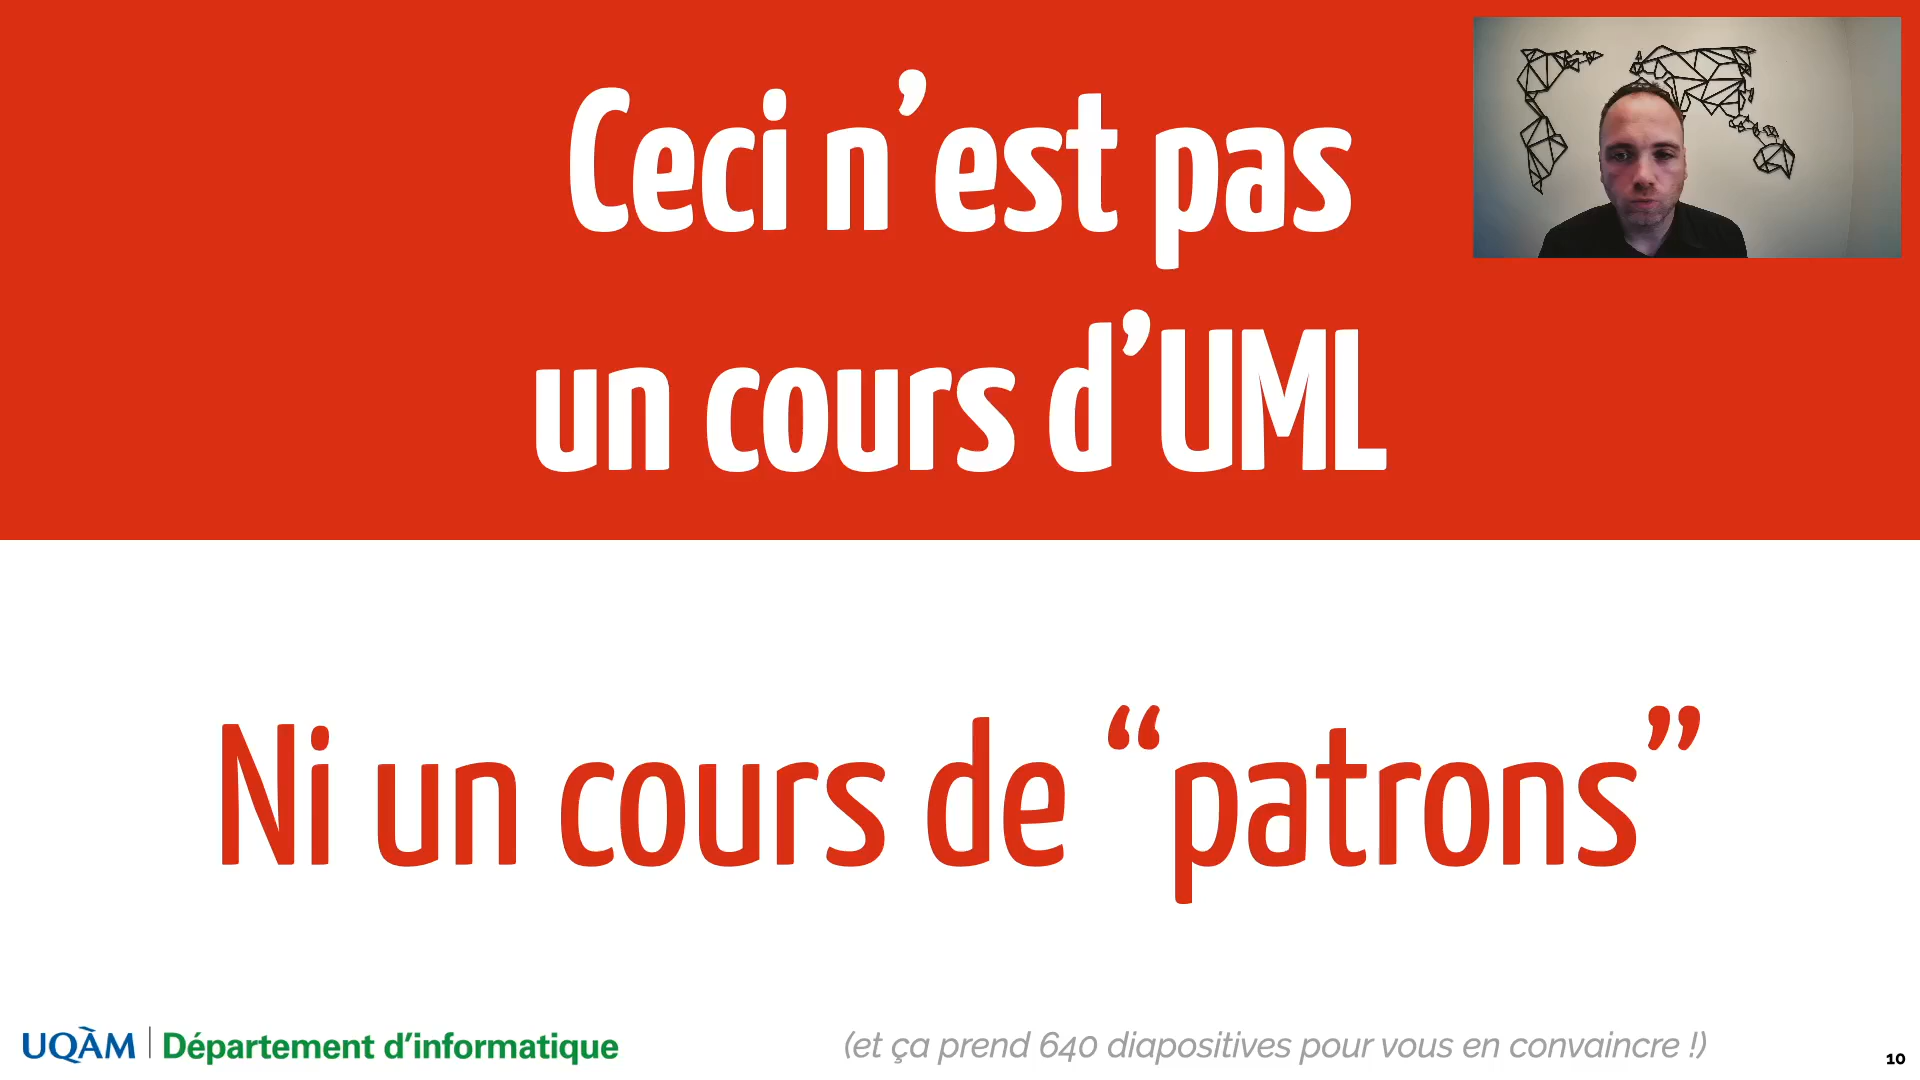 Ceci n’est pas
un cours d’UML
Ni un cours de “patrons”
UQÀM | Département d’informatique
(et ça prend 640 diapositives pour vous en convaincre !)
10